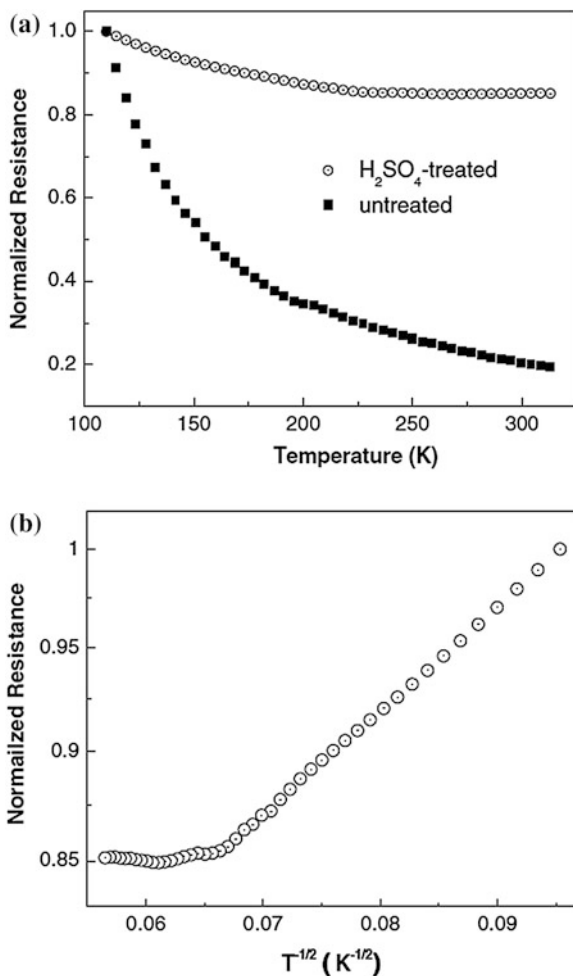 (a)
1.0
0.8
0.6
0.4
0.2
Normalized Resistance
H₂SO₄-treated
untreated
100 150 200 250 300
Temperature (K)
(b)
1
0.95
0.9
0.85
Normailzed Resistance
0.06 0.07 0.08 0.09
T⁻¹/² (K⁻¹/²)